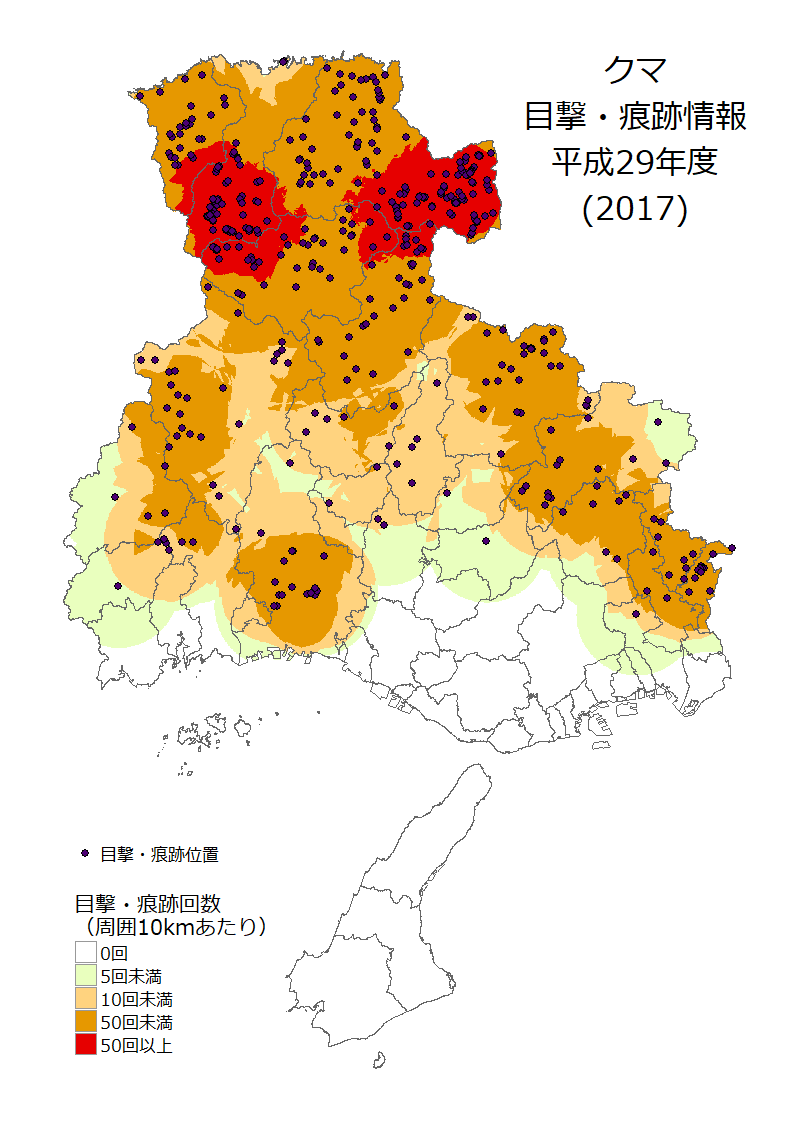 クマ
目撃・痕跡情報
平成29年度
(2017)
目撃・痕跡位置
目撃・痕跡回数
（周囲10kmあたり）
0回
5回未満
10回未満
50回未満
50回以上